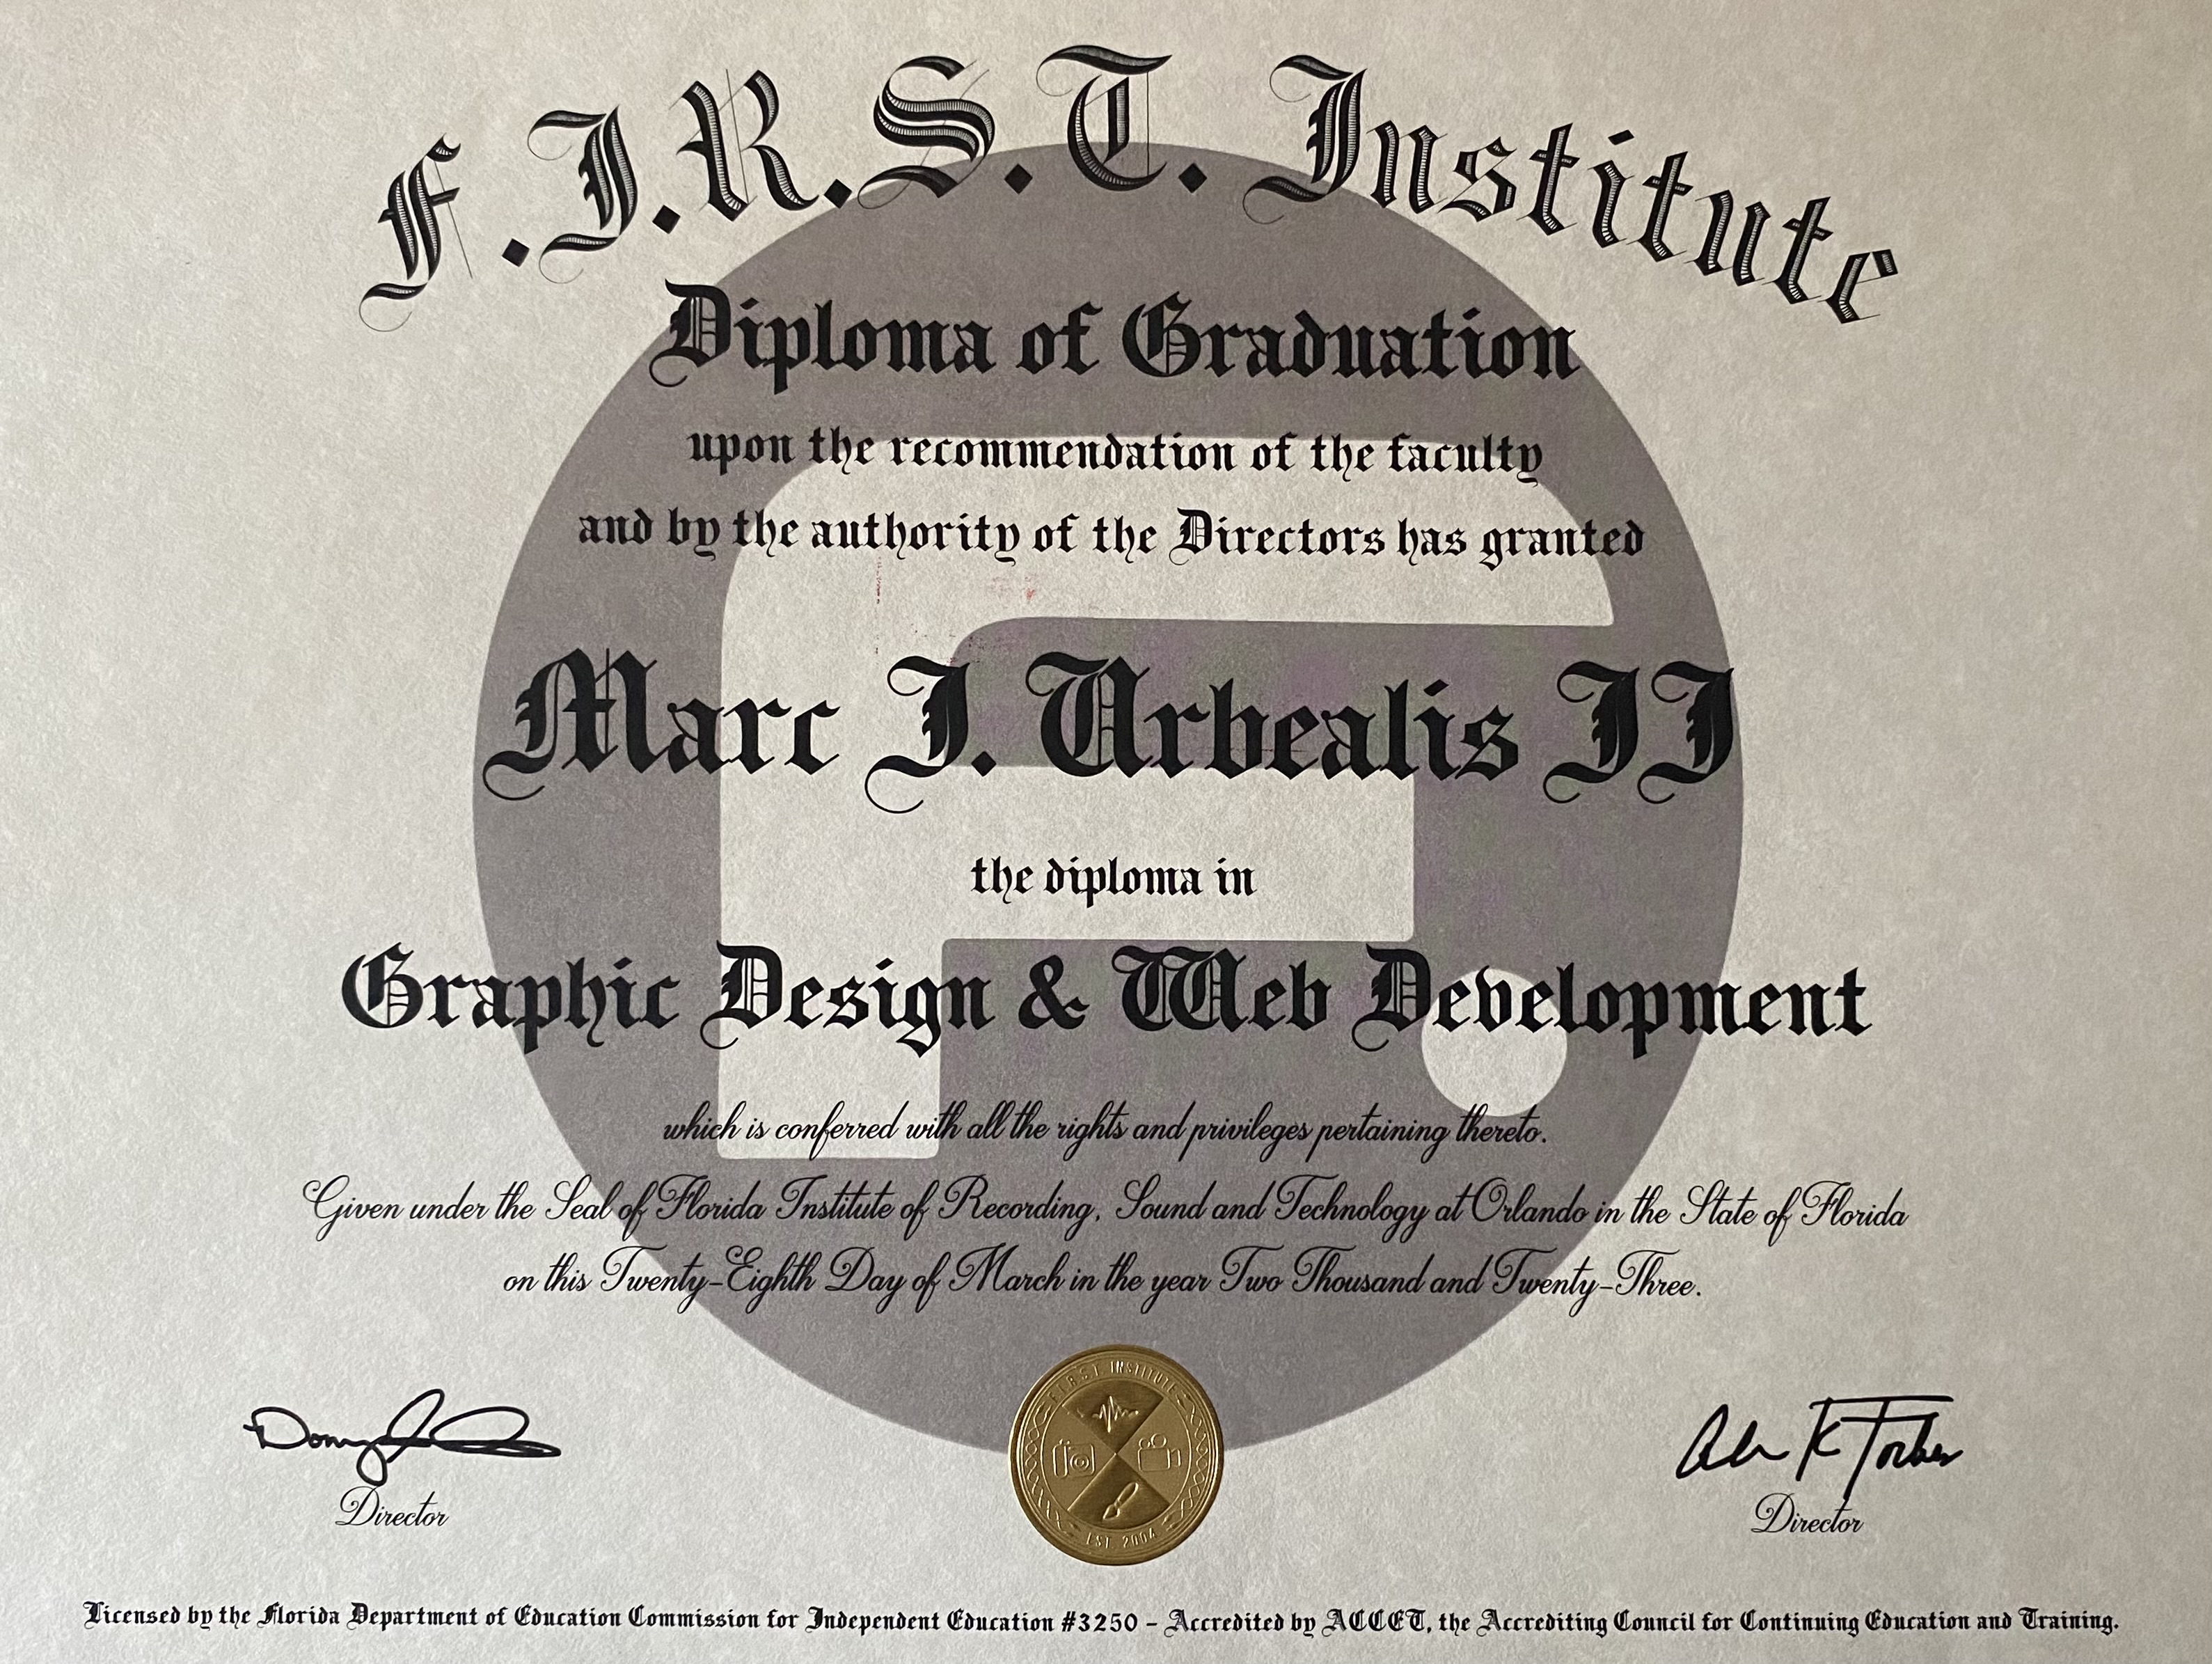 F.I.R.S.T. Institute
Diploma of Graduation
upon the recommendation of the faculty
and by the authority of the Directors has granted
Marc J. Urbealis II
the diploma in
Graphic Design & Web Development
which is conferred with all the rights and privileges pertaining thereto.
Given under the Seal of Florida Institute of Recording, Sound and Technology at Orlando in the State of Florida
on this Twenty-Eighth Day of March in the year Two Thousand and Twenty-Three.
F.I.R.S.T. INSTITUTE
EST 2004
Director
Director
Licensed by the Florida Department of Education Commission for Independent Education #3250 - Accredited by ACCET, the Accrediting Council for Continuing Education and Training.